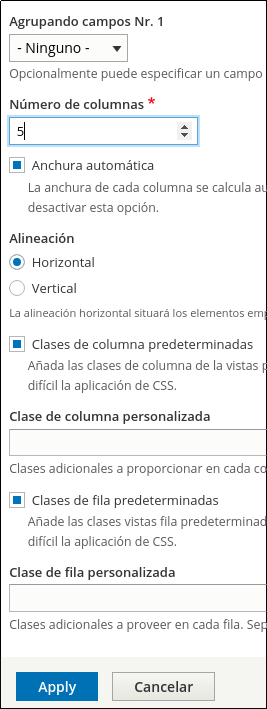 Agrupando campos Nr. 1
- Ninguno -
Opcionalmente puede especificar un campo
Número de columnas *
5
Anchura automática
La anchura de cada columna se calcula au
desactivar esta opción.
Alineación
Horizontal
Vertical
La alineación horizontal situará los elementos emp
Clases de columna predeterminadas
Añada las clases de columna de la vistas p
difícil la aplicación de CSS.
Clase de columna personalizada
Clases adicionales a proporcionar en cada co
Clases de fila predeterminadas
Añade las clases vistas fila predeterminad
difícil la aplicación de CSS.
Clase de fila personalizada
Clases adicionales a proveer en cada fila. Sep
Apply
Cancelar